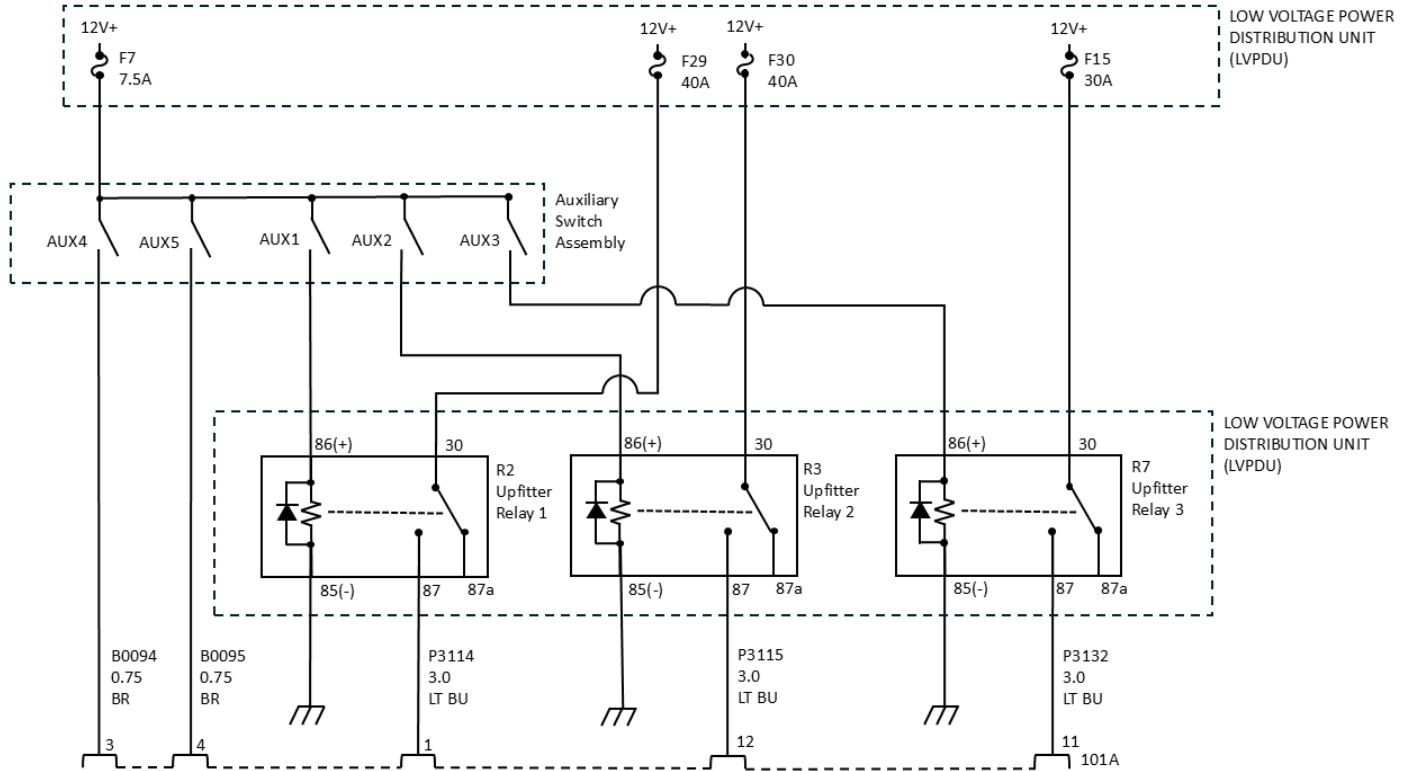 12V+
F7
7.5A
12V+
F29
40A
12V+
F30
40A
12V+
F15
30A
LOW VOLTAGE POWER
DISTRIBUTION UNIT
(LVPDU)
AUX4
AUX5
AUX1
AUX2
AUX3
Auxiliary
Switch
Assembly
LOW VOLTAGE POWER
DISTRIBUTION UNIT
(LVPDU)
86(+)
30
R2
Upfitter
Relay 1
85(-)
87
87a
86(+)
30
R3
Upfitter
Relay 2
85(-)
87
87a
86(+)
30
R7
Upfitter
Relay 3
85(-)
87
87a
B0094
0.75
BR
B0095
0.75
BR
P3114
3.0
LT BU
P3115
3.0
LT BU
P3132
3.0
LT BU
3
4
1
12
11
101A